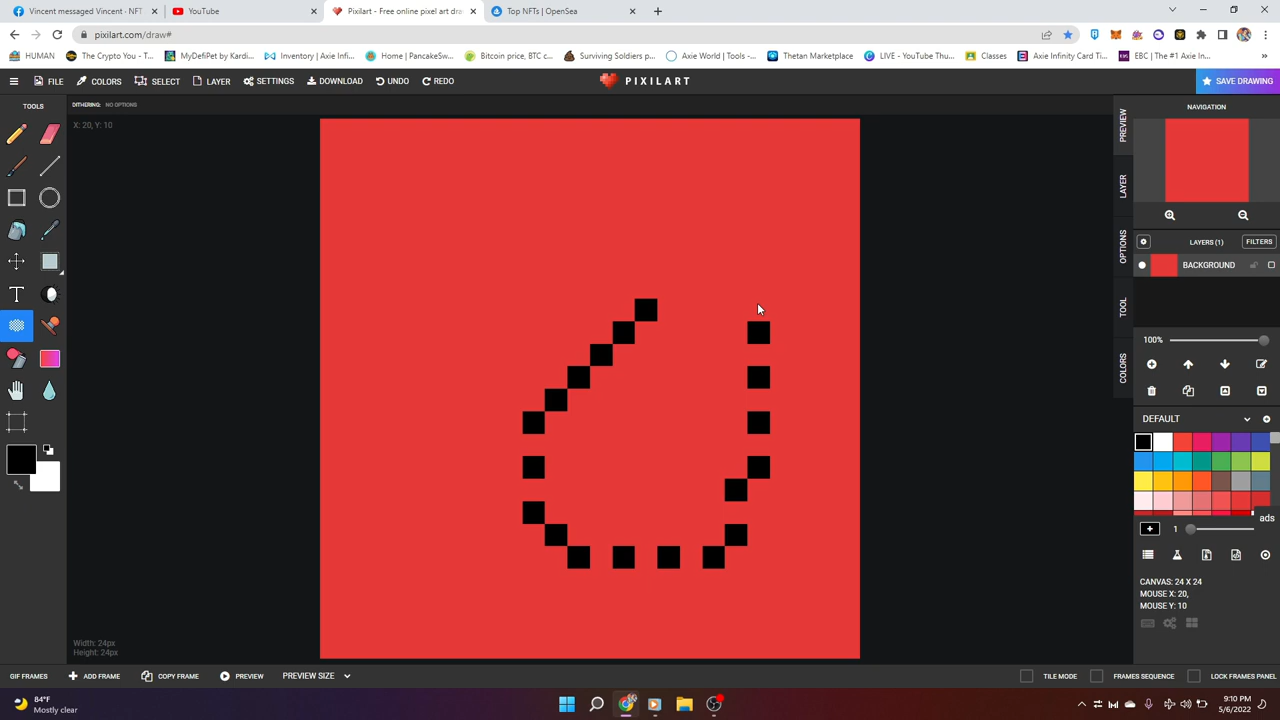 Vincent messaged Vincent - NFT
YouTube
Pixilart - Free online pixel art dra
Top NFTs | OpenSea
pixilart.com/draw#
HUMAN
The Crypto You - T...
MyDefiPet by Kardi...
Inventory | Axie Infi...
Home | PancakeSw...
Bitcoin price, BTC c...
Surviving Soldiers p...
Axie World | Tools -...
Thetan Marketplace
LIVE - YouTube Thu...
Classes
Axie Infinity Card Ti...
EBC | The #1 Axie In...
FILE
COLORS
SELECT
LAYER
SETTINGS
DOWNLOAD
UNDO
REDO
PIXILART
SAVE DRAWING
TOOLS
DITHERING: NO OPTIONS
X: 20, Y: 10
Width: 24px
Height: 24px
PREVIEW
LAYER
OPTIONS
TOOL
COLORS
NAVIGATION
LAYERS (1)
FILTERS
BACKGROUND
100%
DEFAULT
ads
1
CANVAS: 24 X 24
MOUSE X: 20,
MOUSE Y: 10
GIF FRAMES
ADD FRAME
COPY FRAME
PREVIEW
PREVIEW SIZE
TILE MODE
FRAMES SEQUENCE
LOCK FRAMES PANEL
84°F
Mostly clear
9:10 PM
5/6/2022